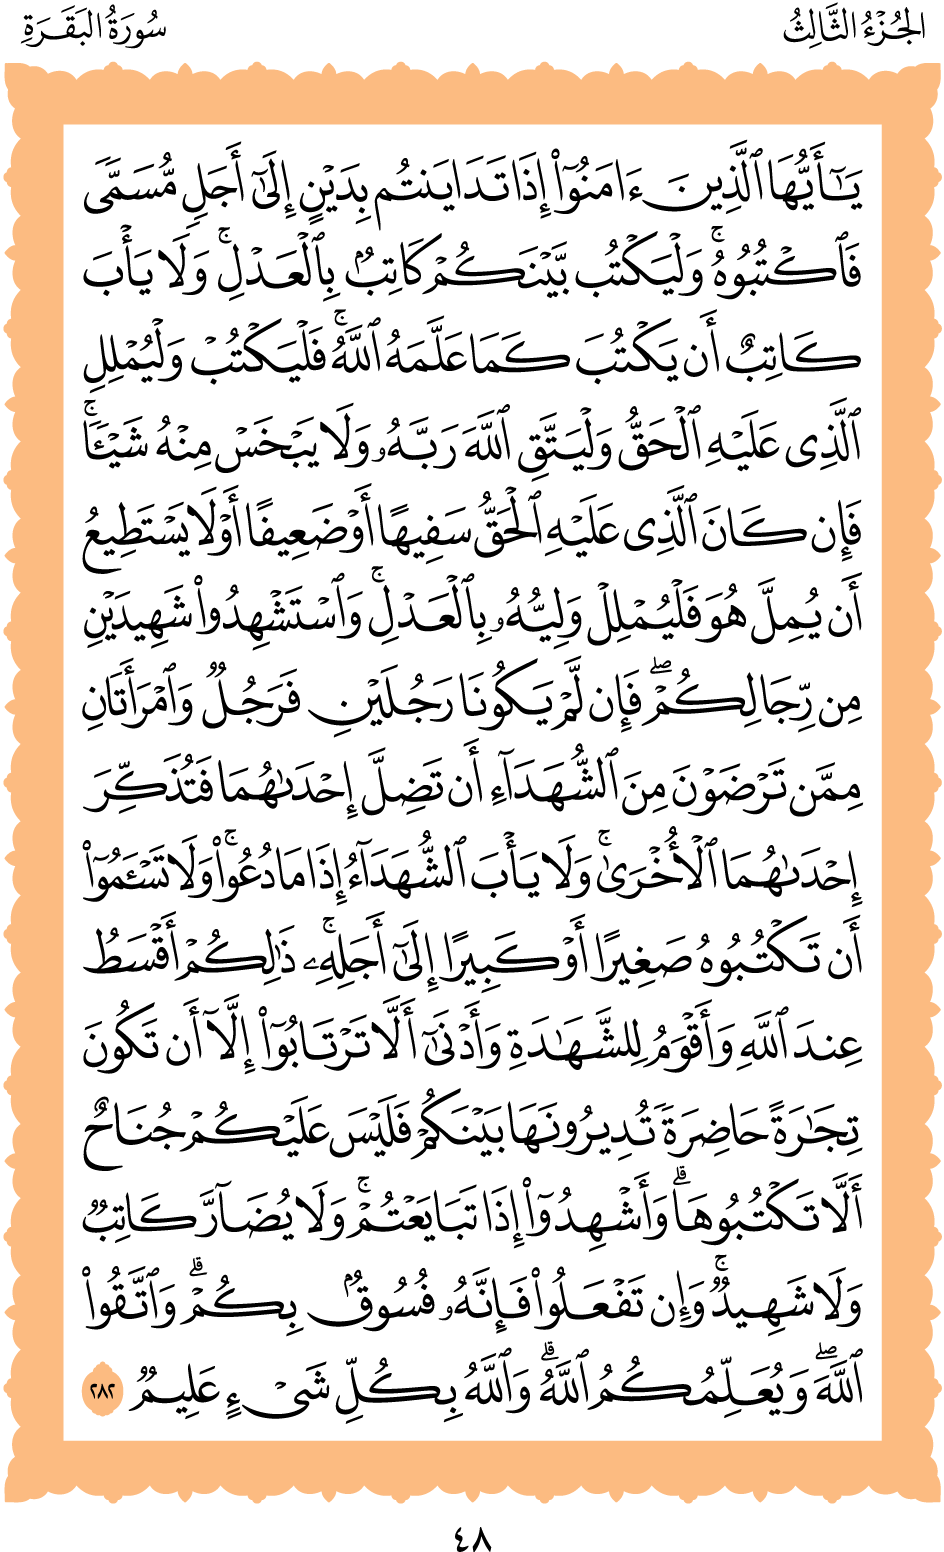 الجُزْءُ الثَّالِثُ
سُورَةُ البَقَرَةِ
يَـٰٓأَيُّهَا ٱلَّذِينَ ءَامَنُوٓا۟ إِذَا تَدَايَنتُم بِدَيْنٍ إِلَىٰٓ أَجَلٍ مُّسَمًّى
فَٱكْتُبُوهُ ۚ وَلْيَكْتُب بَّيْنَكُمْ كَاتِبٌۢ بِٱلْعَدْلِ ۚ وَلَا يَأْبَ
كَاتِبٌ أَن يَكْتُبَ كَمَا عَلَّمَهُ ٱللَّهُ ۚ فَلْيَكْتُبْ وَلْيُمْلِلِ
ٱلَّذِى عَلَيْهِ ٱلْحَقُّ وَلْيَتَّقِ ٱللَّهَ رَبَّهُۥ وَلَا يَبْخَسْ مِنْهُ شَيْـًٔا ۚ
فَإِن كَانَ ٱلَّذِى عَلَيْهِ ٱلْحَقُّ سَفِيهًا أَوْ ضَعِيفًا أَوْ لَا يَسْتَطِيعُ
أَن يُمِلَّ هُوَ فَلْيُمْلِلْ وَلِيُّهُۥ بِٱلْعَدْلِ ۚ وَٱسْتَشْهِدُوا۟ شَهِيدَيْنِ
مِن رِّجَالِكُمْ ۖ فَإِن لَّمْ يَكُونَا رَجُلَيْنِ فَرَجُلٌ وَٱمْرَأَتَانِ
مِمَّن تَرْضَوْنَ مِنَ ٱلشُّهَدَآءِ أَن تَضِلَّ إِحْدَىٰهُمَا فَتُذَكِّرَ
إِحْدَىٰهُمَا ٱلْأُخْرَىٰ ۚ وَلَا يَأْبَ ٱلشُّهَدَآءُ إِذَا مَا دُعُوا۟ ۚ وَلَا تَسْـَٔمُوٓا۟
أَن تَكْتُبُوهُ صَغِيرًا أَوْ كَبِيرًا إِلَىٰٓ أَجَلِهِۦ ۚ ذَٰلِكُمْ أَقْسَطُ
عِندَ ٱللَّهِ وَأَقْوَمُ لِلشَّهَـٰدَةِ وَأَدْنَىٰٓ أَلَّا تَرْتَابُوٓا۟ إِلَّآ أَن تَكُونَ
تِجَـٰرَةً حَاضِرَةً تُدِيرُونَهَا بَيْنَكُمْ فَلَيْسَ عَلَيْكُمْ جُنَاحٌ
أَلَّا تَكْتُبُوهَا ۗ وَأَشْهِدُوٓا۟ إِذَا تَبَايَعْتُمْ ۚ وَلَا يُضَآرَّ كَاتِبٌ
وَلَا شَهِيدٌ ۚ وَإِن تَفْعَلُوا۟ فَإِنَّهُۥ فُسُوقٌۢ بِكُمْ ۗ وَٱتَّقُوا۟
ٱللَّهَ ۖ وَيُعَلِّمُكُمُ ٱللَّهُ ۗ وَٱللَّهُ بِكُلِّ شَىْءٍ عَلِيمٌ ٢٨٢
٤٨